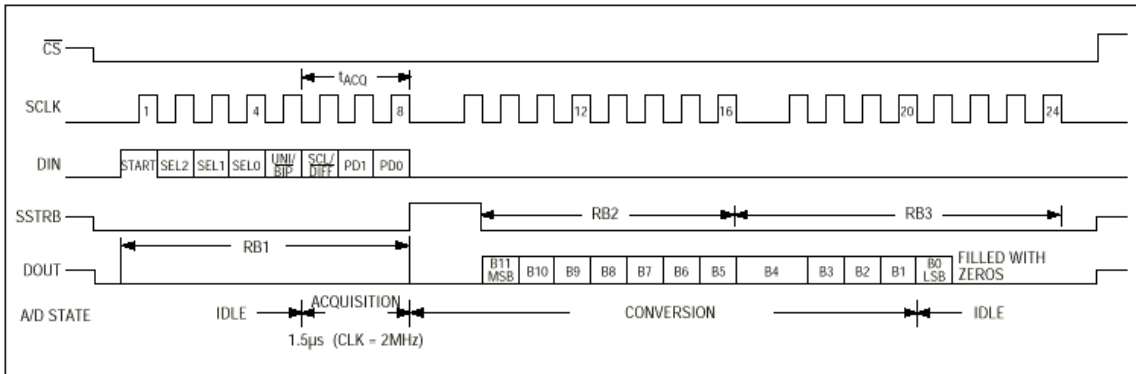 CS
tACQ
SCLK 1 4 8 12 16 20 24
DIN START SEL2 SEL1 SEL0 UNI/BIP SCL/DIFF PD1 PD0
SSTRB
RB2 RB3
RB1
DOUT B11 MSB B10 B9 B8 B7 B6 B5 B4 B3 B2 B1 B0 LSB FILLED WITH ZEROS
A/D STATE IDLE ACQUISITION CONVERSION IDLE
1.5μs (CLK = 2MHz)